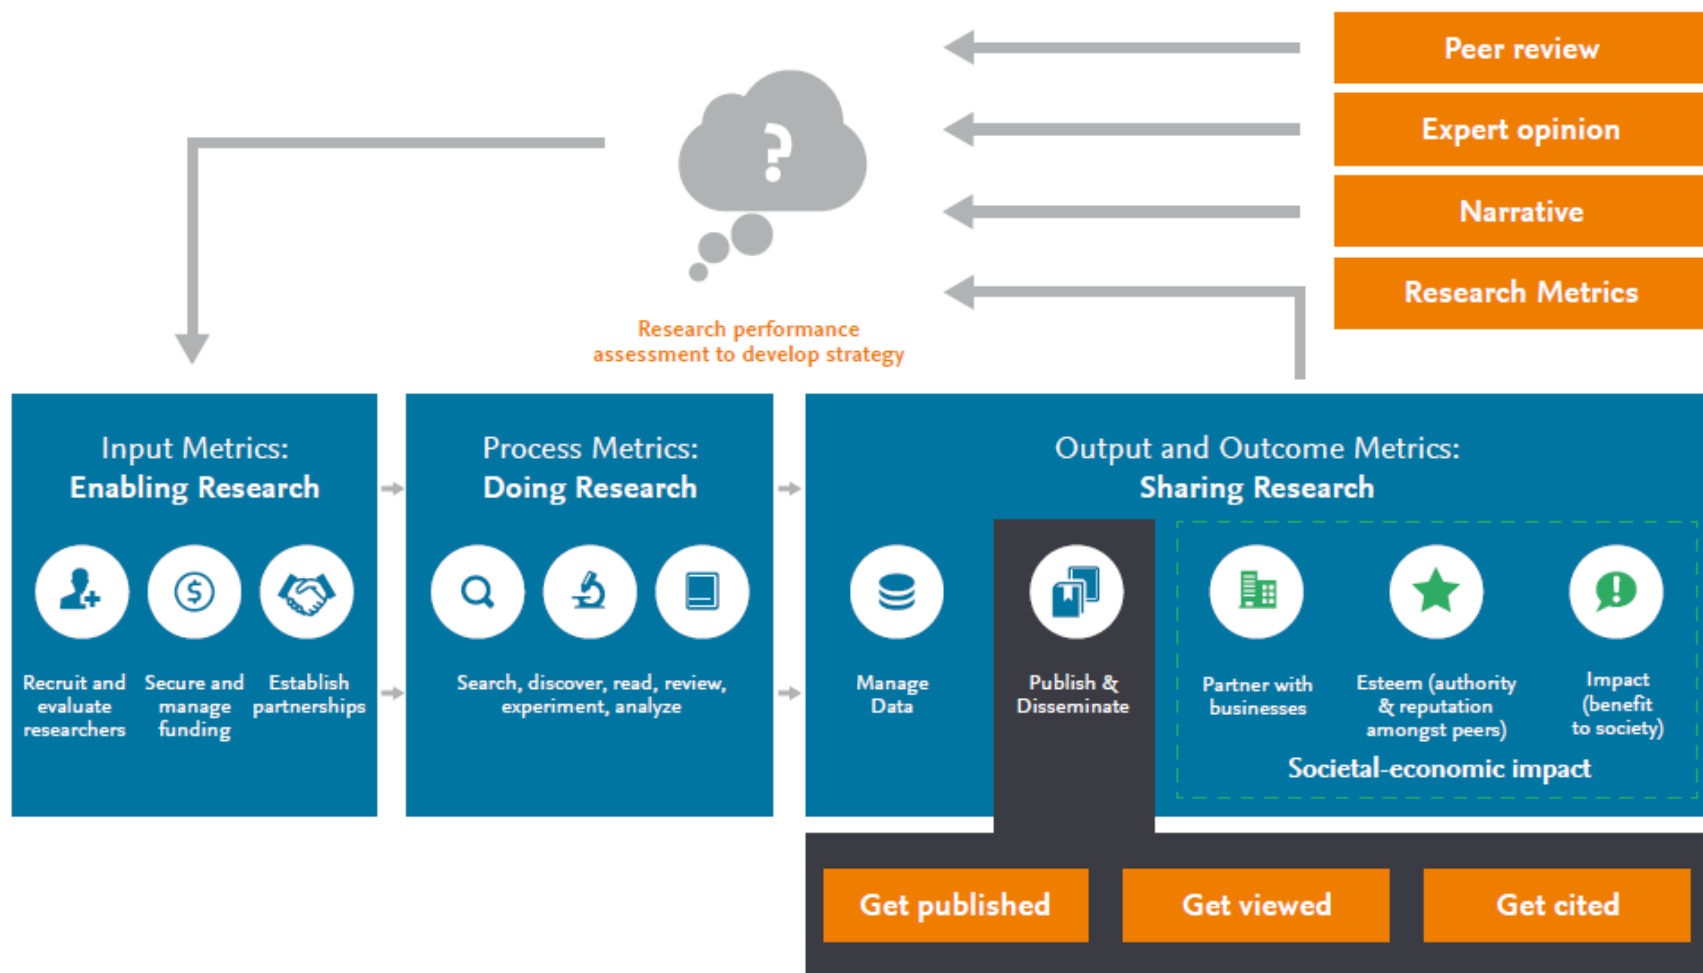 Peer review
Expert opinion
Narrative
Research Metrics
?
Research performance
assessment to develop strategy
Input Metrics:
Enabling Research
$
Recruit and
evaluate
researchers
Secure and
manage
funding
Establish
partnerships
Process Metrics:
Doing Research
Search, discover, read, review,
experiment, analyze
Output and Outcome Metrics:
Sharing Research
!
Manage
Data
Publish &
Disseminate
Partner with
businesses
Esteem (authority
& reputation
amongst peers)
Impact
(benefit
to society)
Societal-economic impact
Get published
Get viewed
Get cited